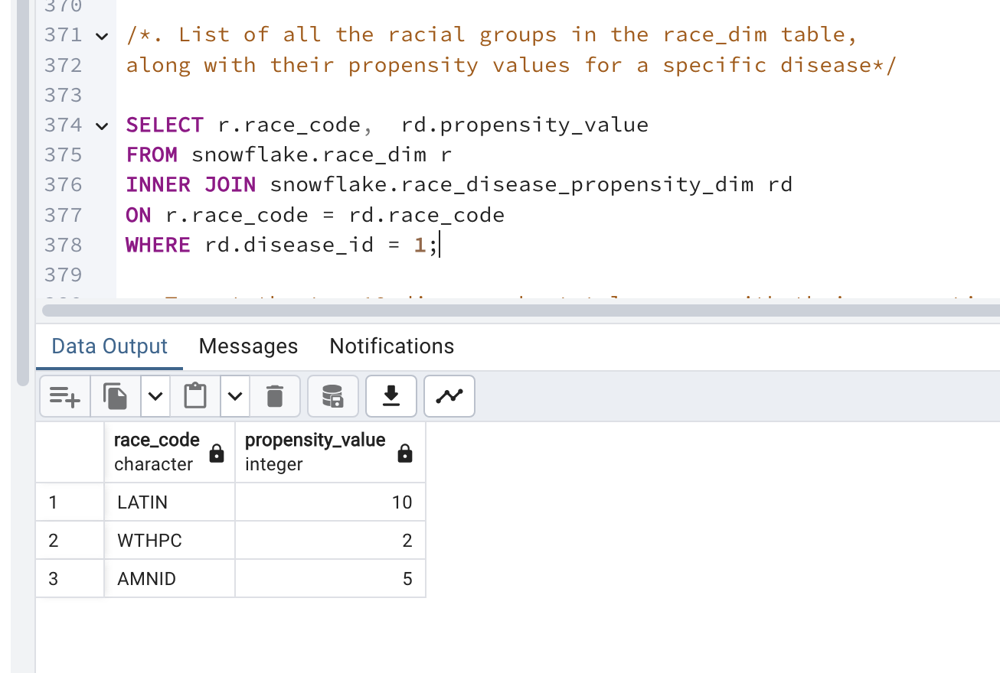 370
371 /*. List of all the racial groups in the race_dim table,
372 along with their propensity values for a specific disease*/
373
374 SELECT r.race_code,  rd.propensity_value
375 FROM snowflake.race_dim r
376 INNER JOIN snowflake.race_disease_propensity_dim rd
377 ON r.race_code = rd.race_code
378 WHERE rd.disease_id = 1;
379
Data Output Messages Notifications
race_code propensity_value
character integer
1 LATIN 10
2 WTHPC 2
3 AMNID 5